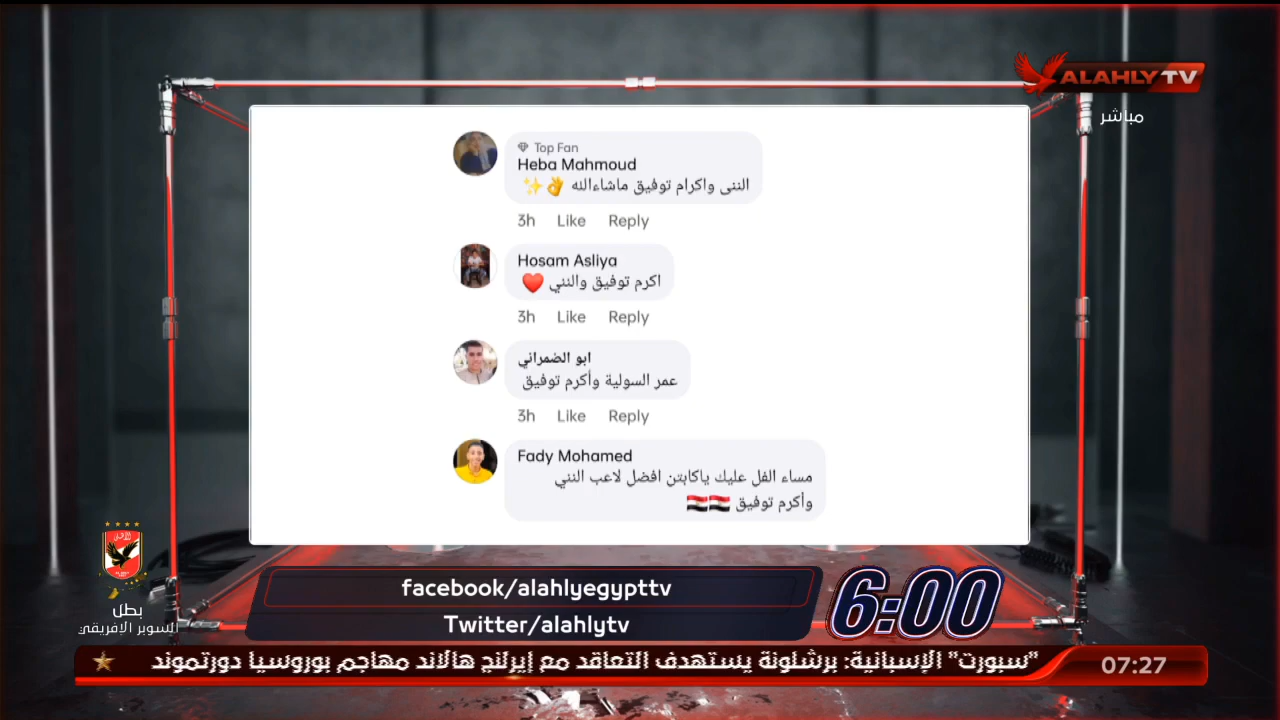 ALAHLY TV
مباشر
Top Fan
Heba Mahmoud
الننى واكرام توفيق ماشاءالله 👌✨
3h Like Reply
Hosam Asliya
اكرم توفيق والنني ❤️
3h Like Reply
ابو الضمراني
عمر السولية وأكرم توفيق
3h Like Reply
Fady Mohamed
مساء الفل عليك ياكابتن افضل لاعب النني
وأكرم توفيق 🇪🇬🇪🇬
بطل
السوبر الإفريقي
facebook/alahlyegypttv
Twitter/alahlytv
6:00
"سبورت" الإسبانية: برشلونة يستهدف التعاقد مع إيرلنج هالاند مهاجم بوروسيا دورتموند
07:27